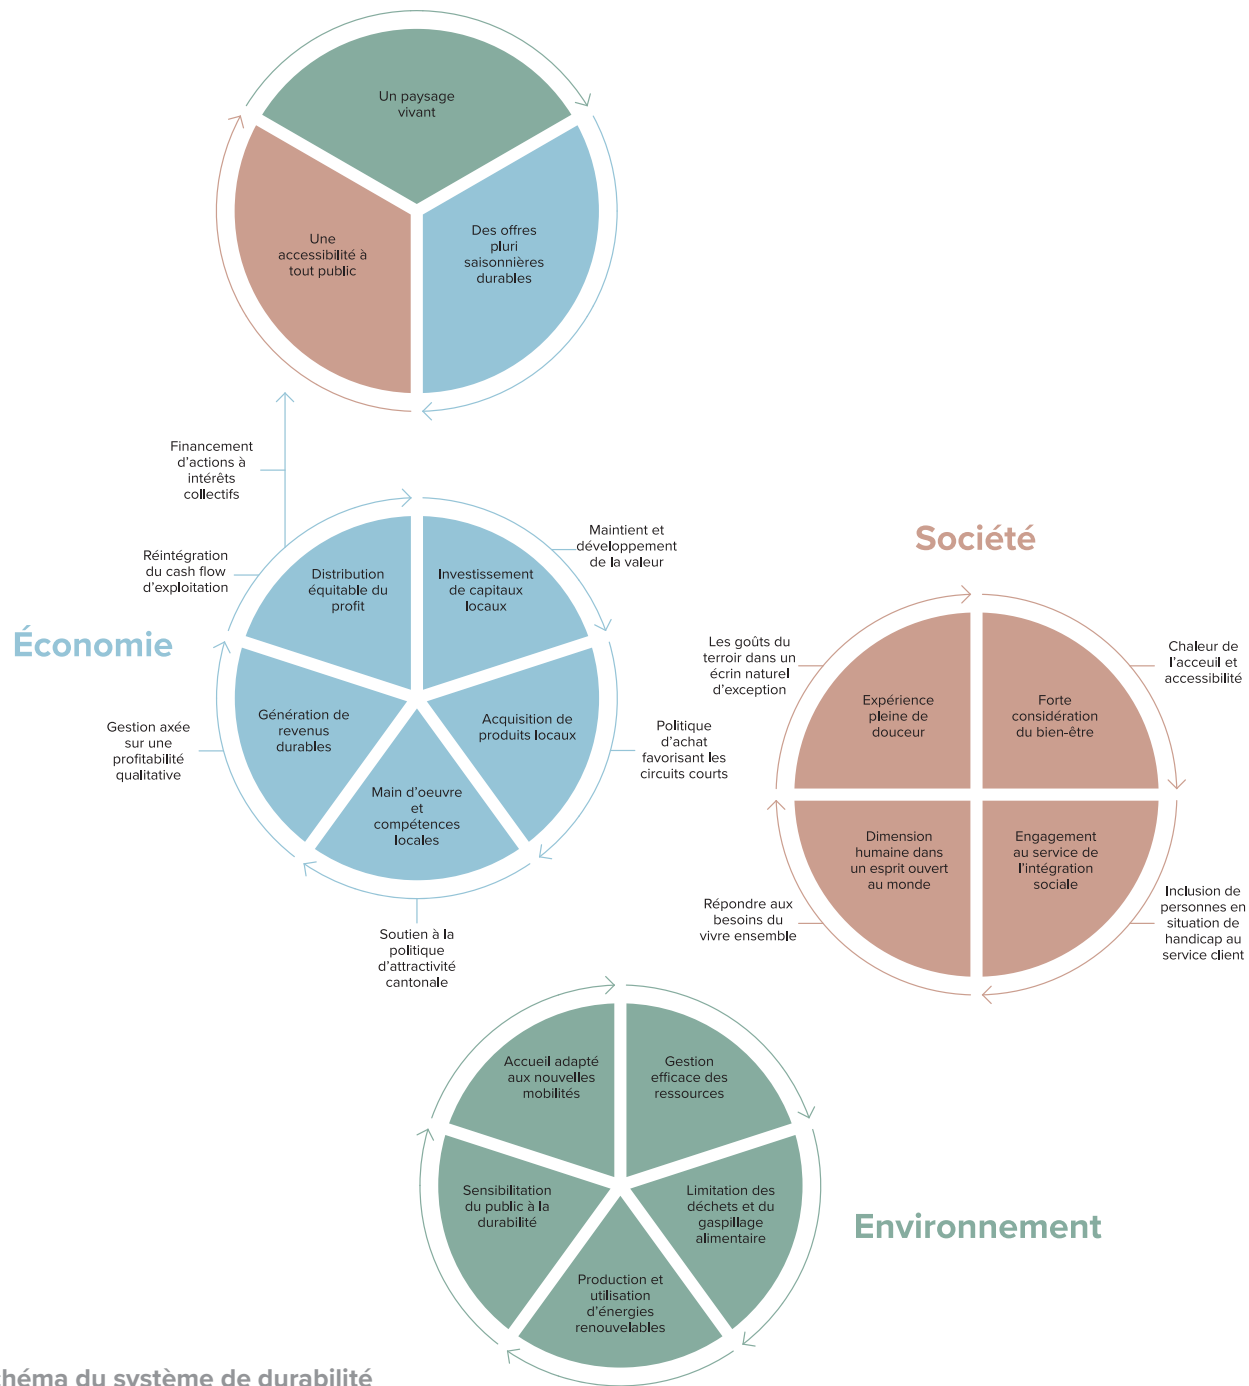 Un paysage
vivant
Une
accessibilité à
tout public
Des offres
pluri
saisonnières
durables
Financement
d'actions à
intérêts
collectifs
Réintégration
du cash flow
d'exploitation
Maintient et
développement
de la valeur
Distribution
équitable du
profit
Investissement
de capitaux
locaux
Économie
Génération de
revenus
durables
Acquisition de
produits locaux
Gestion axée
sur une
profitabilité
qualitative
Politique
d'achat
favorisant les
circuits courts
Main d'oeuvre
et
compétences
locales
Soutien à la
politique
d'attractivité
cantonale
Société
Les goûts du
terroir dans un
écrin naturel
d'exception
Chaleur de
l'acceuil et
accessibilité
Expérience
pleine de
douceur
Forte
considération
du bien-être
Dimension
humaine dans
un esprit ouvert
au monde
Engagement
au service de
l'intégration
sociale
Répondre aux
besoins du
vivre ensemble
Inclusion de
personnes en
situation de
handicap au
service client
Accueil adapté
aux nouvelles
mobilités
Gestion
efficace des
ressources
Sensibilitation
du public à la
durabilité
Limitation des
déchets et du
gaspillage
alimentaire
Environnement
Production et
utilisation
d'énergies
renouvelables
héma du système de durabilité